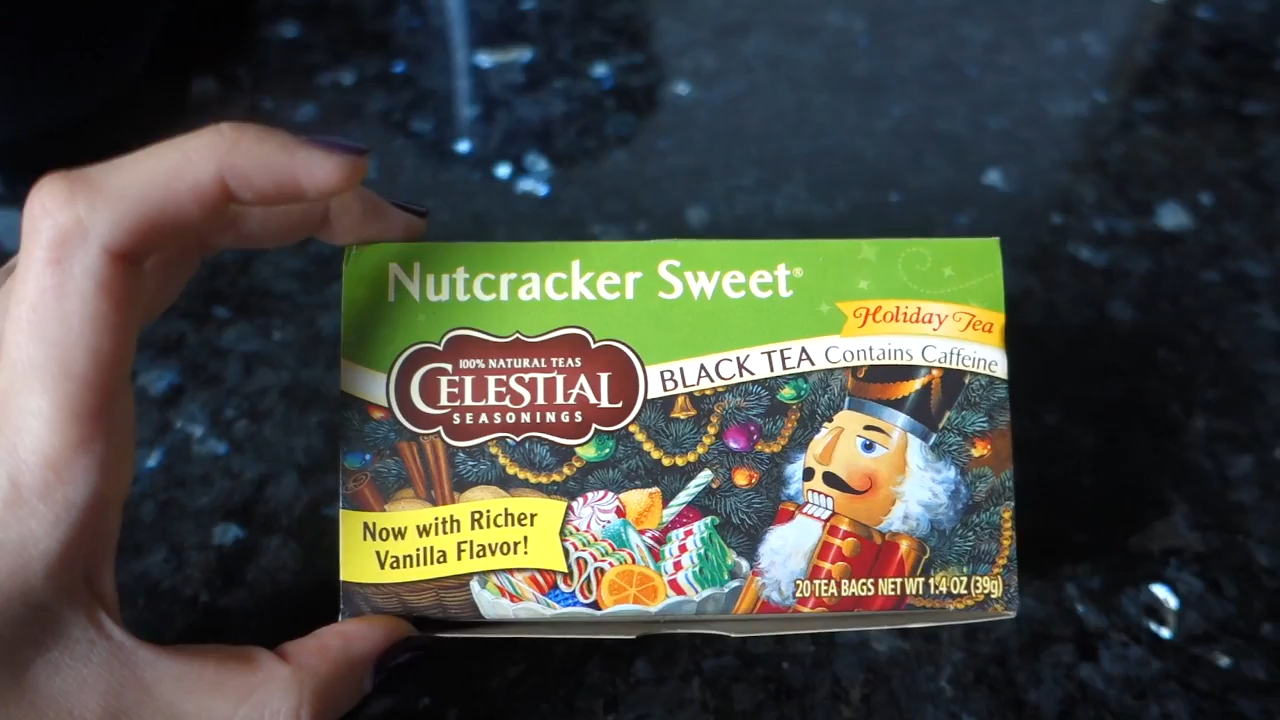 Nutcracker Sweet®
Holiday Tea
BLACK TEA Contains Caffeine
100% NATURAL TEAS
CELESTIAL
SEASONINGS
Now with Richer
Vanilla Flavor!
20 TEA BAGS NET WT 1.4 OZ (39g)